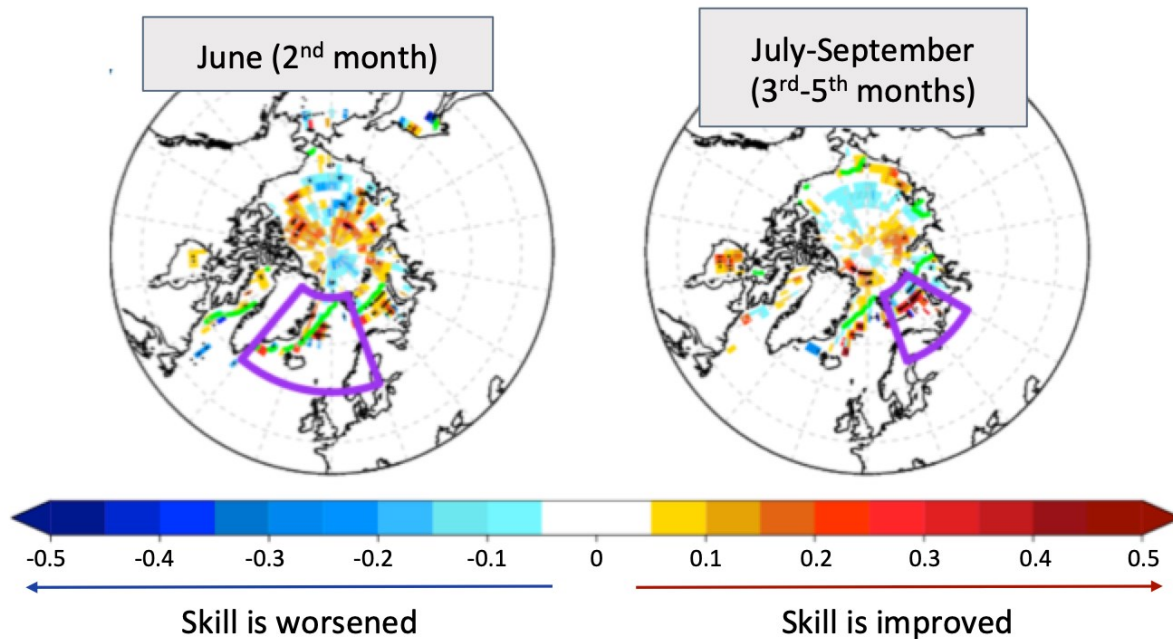 June (2nd month)
July-September
(3rd-5th months)
-0.5 -0.4 -0.3 -0.2 -0.1 0 0.1 0.2 0.3 0.4 0.5
Skill is worsened
Skill is improved